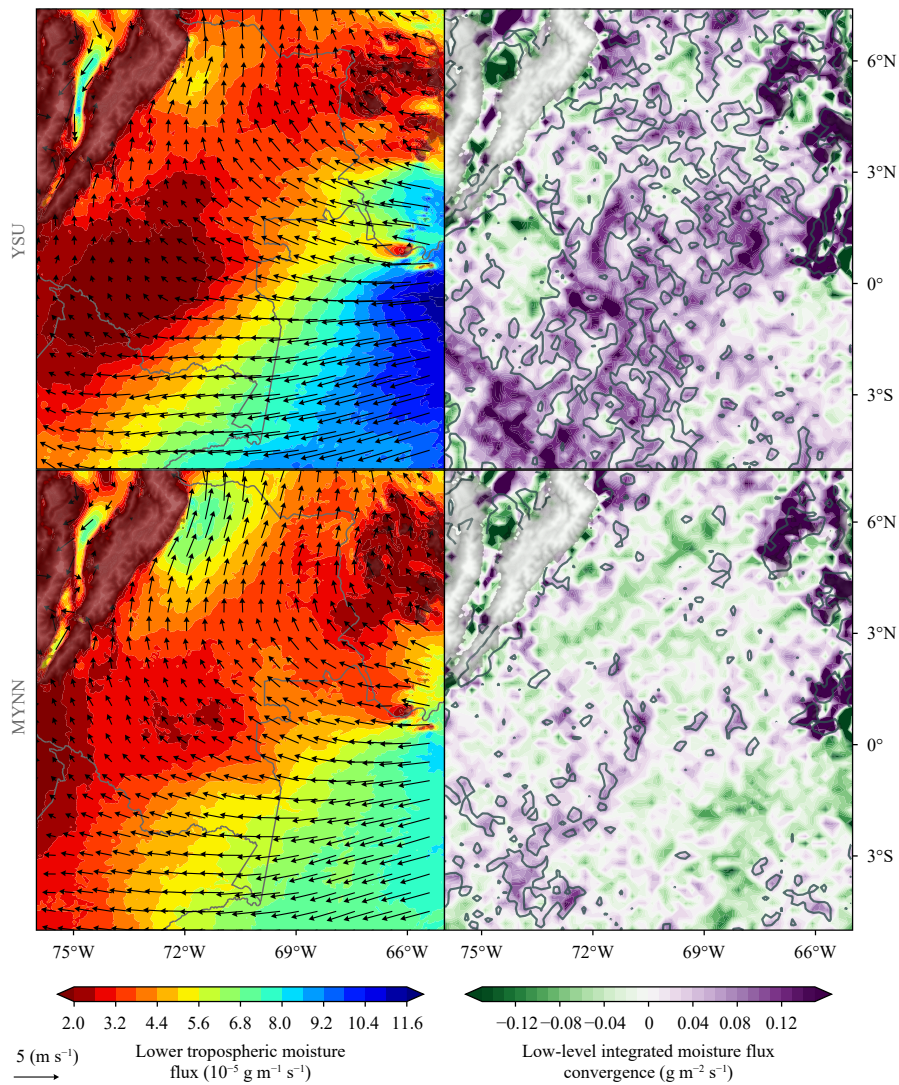 YSU
6°N
3°N
0°
3°S
MYNN
6°N
3°N
0°
3°S
75°W 72°W 69°W 66°W 75°W 72°W 69°W 66°W
2.0 3.2 4.4 5.6 6.8 8.0 9.2 10.4 11.6
−0.12 −0.08 −0.04 0 0.04 0.08 0.12
5 (m s⁻¹)
Lower tropospheric moisture
flux (10⁻⁵ g m⁻¹ s⁻¹)
Low-level integrated moisture flux
convergence (g m⁻² s⁻¹)